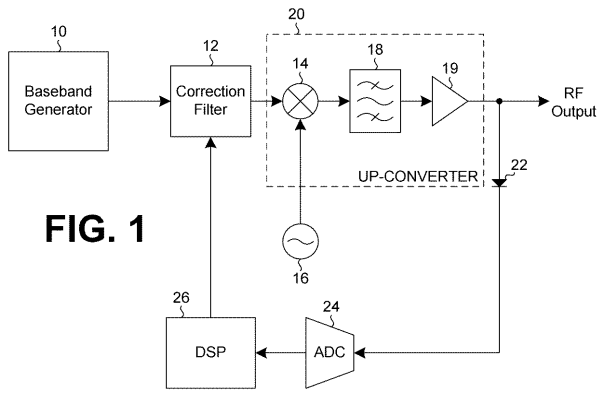 10
12
20
14
18
19
Baseband
Generator
Correction
Filter
RF
Output
UP-CONVERTER
22
FIG. 1
16
26
24
DSP
ADC